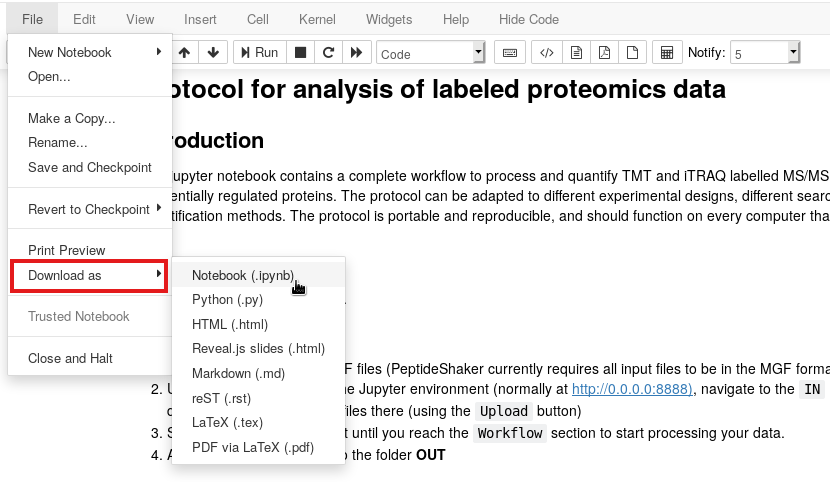 File Edit View Insert Cell Kernel Widgets Help Hide Code
New Notebook
Open...
Make a Copy...
Rename...
Save and Checkpoint
Revert to Checkpoint
Print Preview
Download as
Trusted Notebook
Close and Halt
Notebook (.ipynb)
Python (.py)
HTML (.html)
Reveal.js slides (.html)
Markdown (.md)
reST (.rst)
LaTeX (.tex)
PDF via LaTeX (.pdf)
Run Code </> Notify: 5
otocol for analysis of labeled proteomics data
roduction
upyter notebook contains a complete workflow to process and quantify TMT and iTRAQ labelled MS/MS
entially regulated proteins. The protocol can be adapted to different experimental designs, different searc
tification methods. The protocol is portable and reproducible, and should function on every computer tha
F files (PeptideShaker currently requires all input files to be in the MGF forma
2. U ne Jupyter environment (normally at http://0.0.0.0:8888), navigate to the IN
files there (using the Upload button)
3. S t until you reach the Workflow section to start processing your data.
4. A o the folder OUT